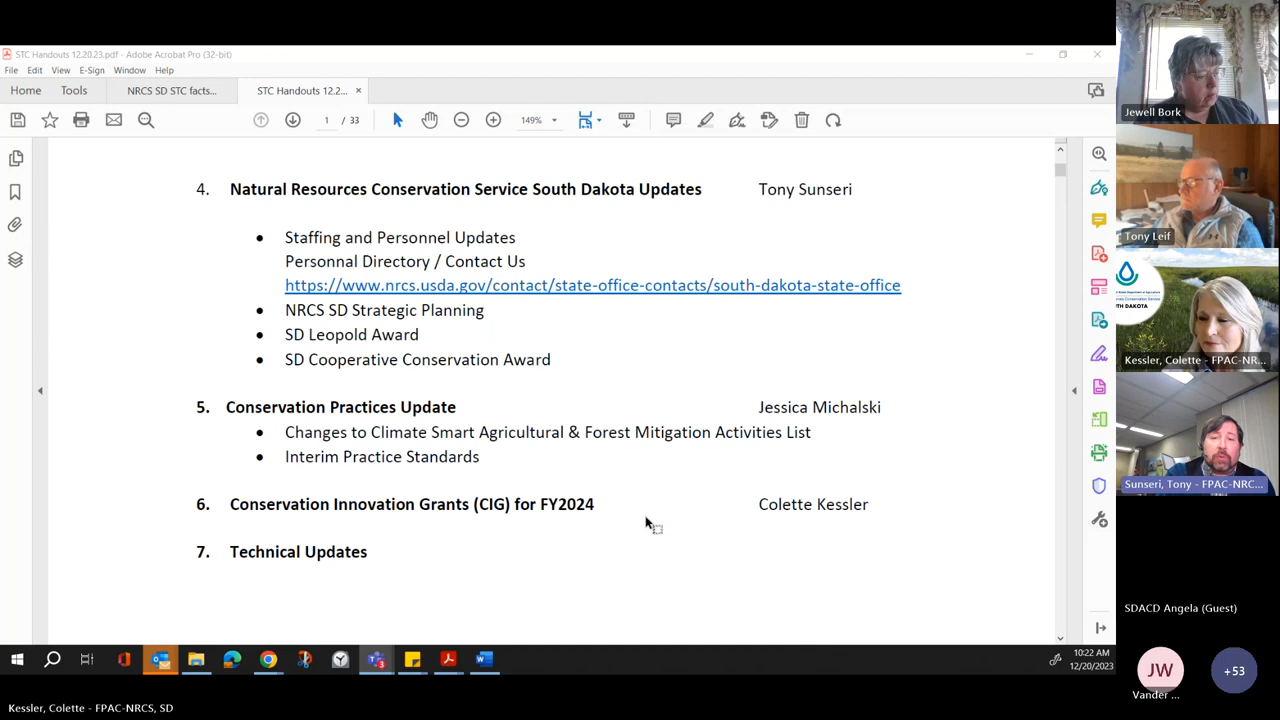 STC Handouts 12.20.23.pdf - Adobe Acrobat Pro (32-bit)
File Edit View E-Sign Window Help
Home Tools NRCS SD STC facts... STC Handouts 12.2... ×
1 / 33 149%
4. Natural Resources Conservation Service South Dakota Updates Tony Sunseri
• Staffing and Personnel Updates
Personnal Directory / Contact Us
https://www.nrcs.usda.gov/contact/state-office-contacts/south-dakota-state-office
• NRCS SD Strategic Planning
• SD Leopold Award
• SD Cooperative Conservation Award
5. Conservation Practices Update Jessica Michalski
• Changes to Climate Smart Agricultural & Forest Mitigation Activities List
• Interim Practice Standards
6. Conservation Innovation Grants (CIG) for FY2024 Colette Kessler
7. Technical Updates
10:22 AM
12/20/2023
Kessler, Colette - FPAC-NRCS, SD
Jewell Bork
Tony Leif
TH DAKOTA
Kessler, Colette - FPAC-NR...
Sunseri, Tony - FPAC-NRC...
SDACD Angela (Guest)
JW +53
Vander ...